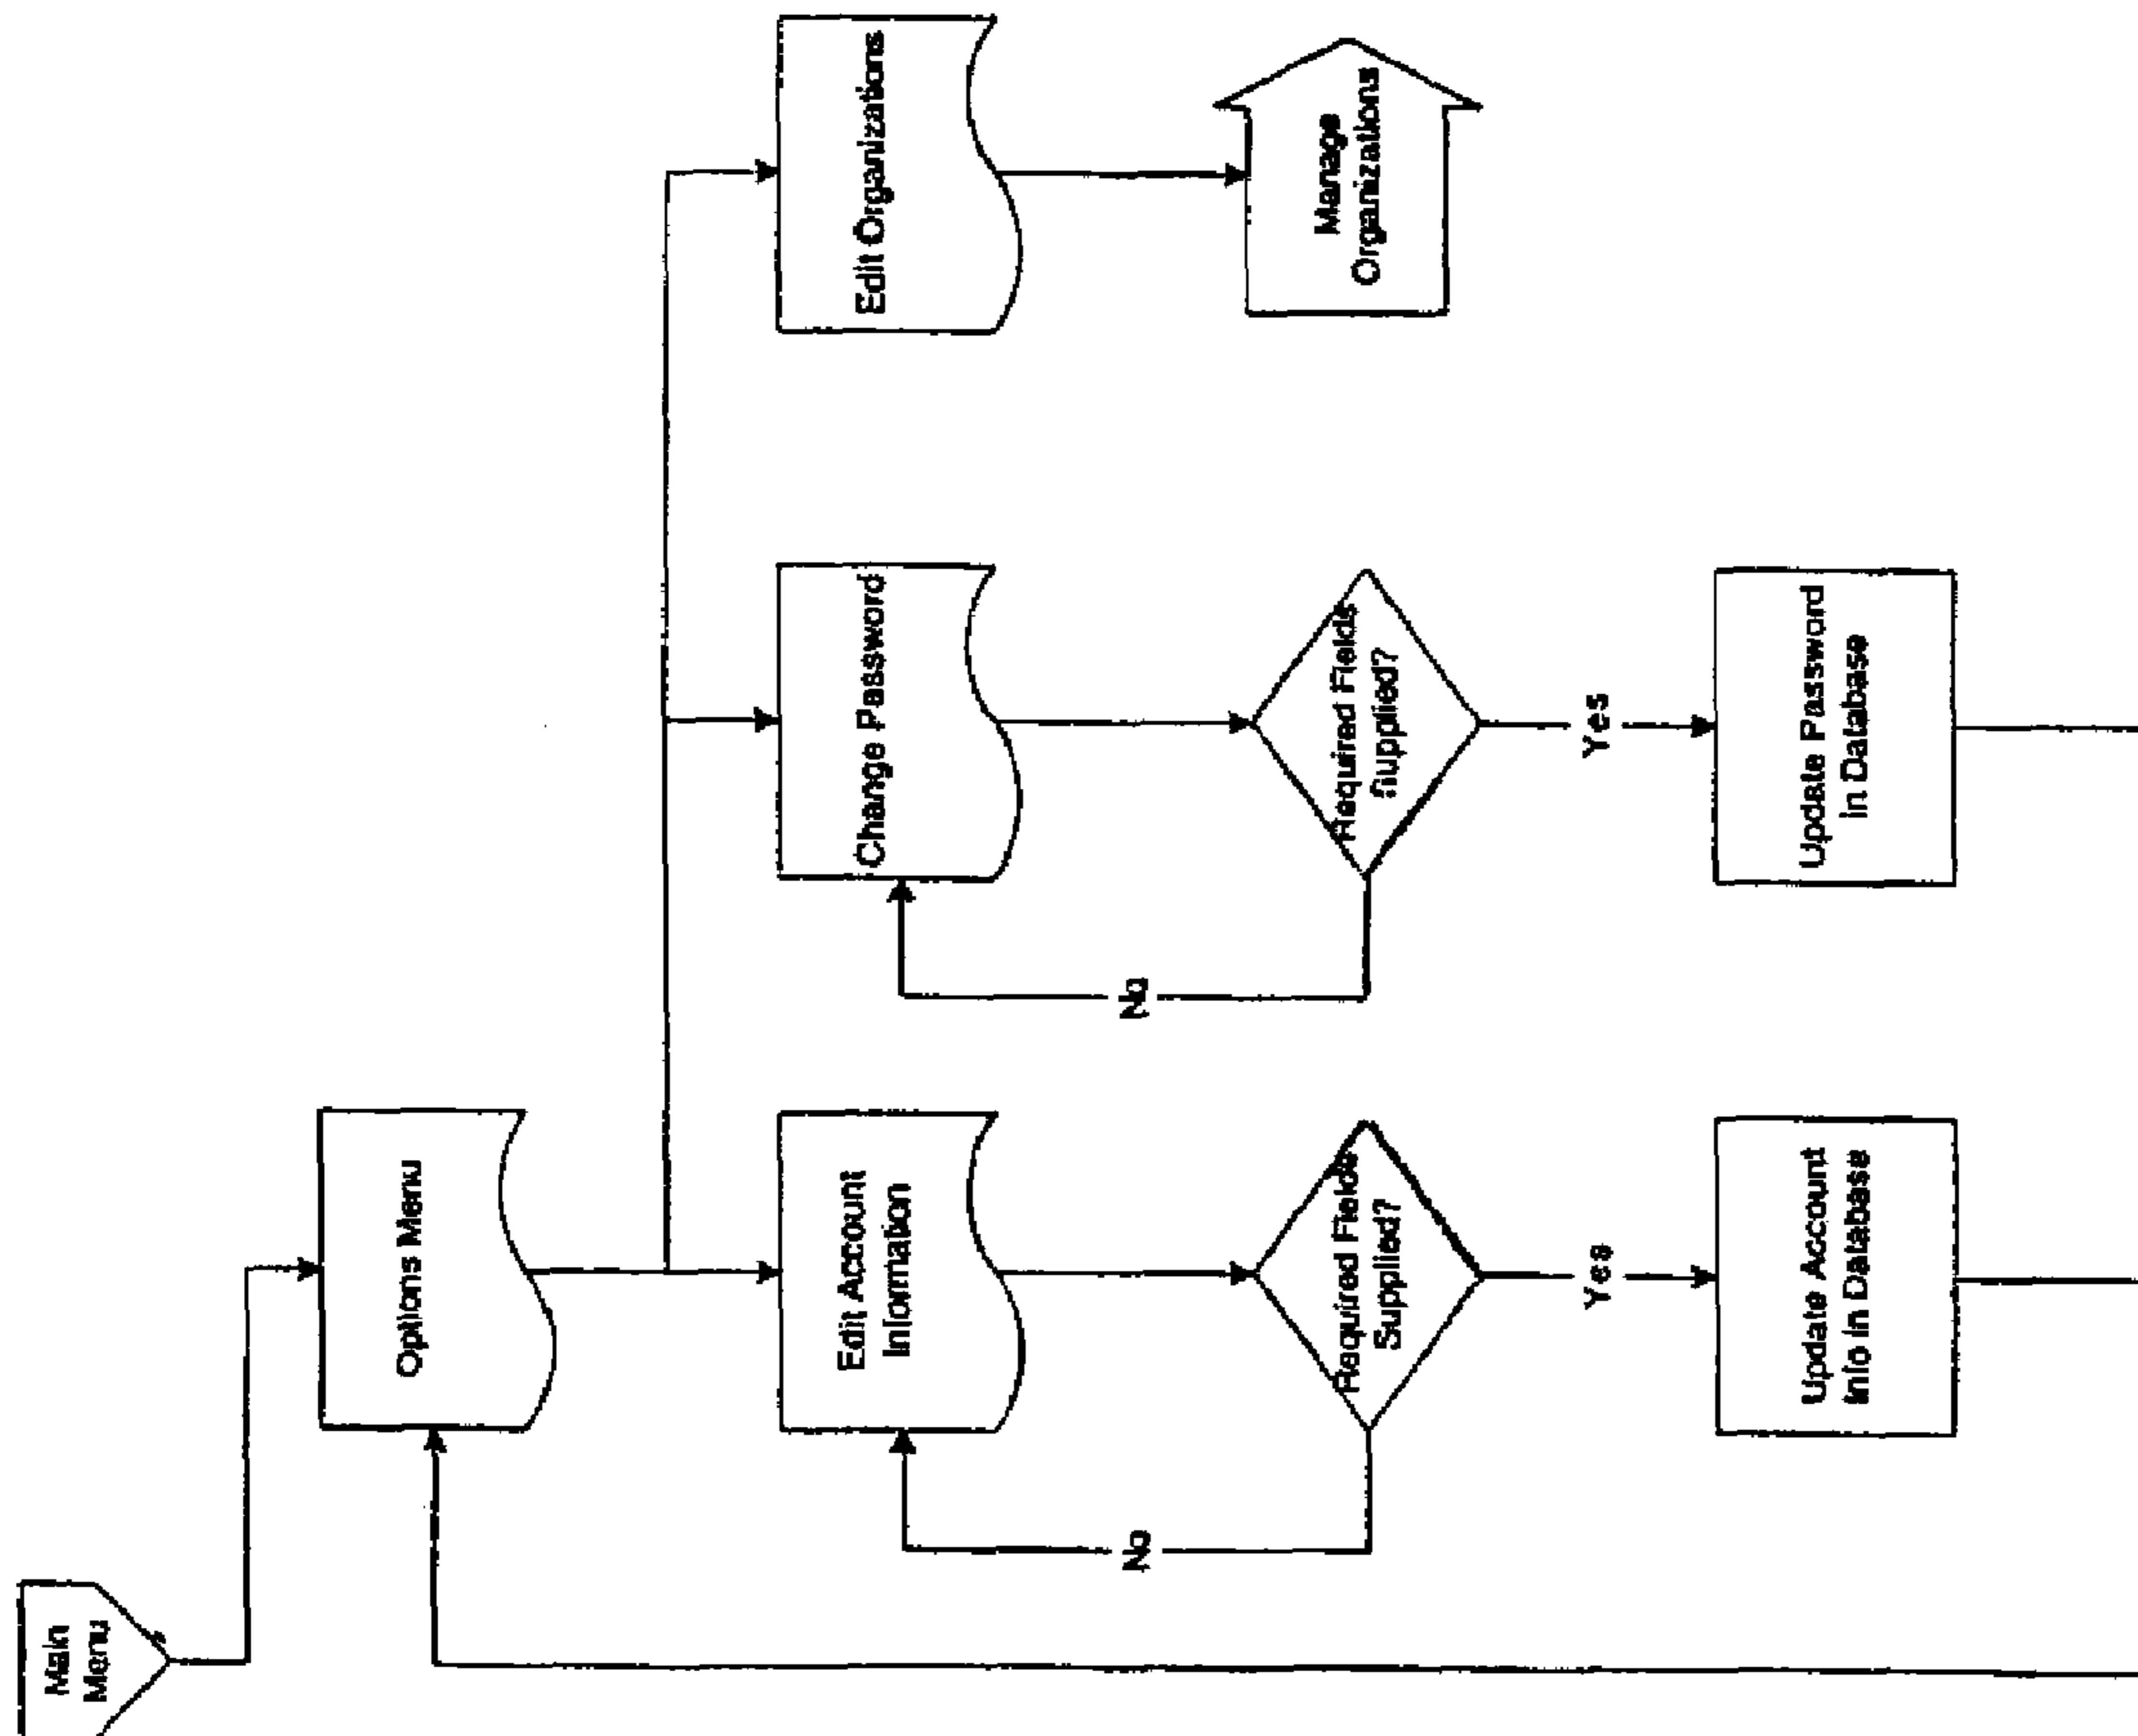 Main
Menu
Options Menu
Edit Account
Information
Change Password
Edit Organizations
Required Fields
Supplied?
No
Yes
Required Fields
Supplied?
No
Yes
Manage
Organizations
Update Account
Info in Database
Update Password
in Database